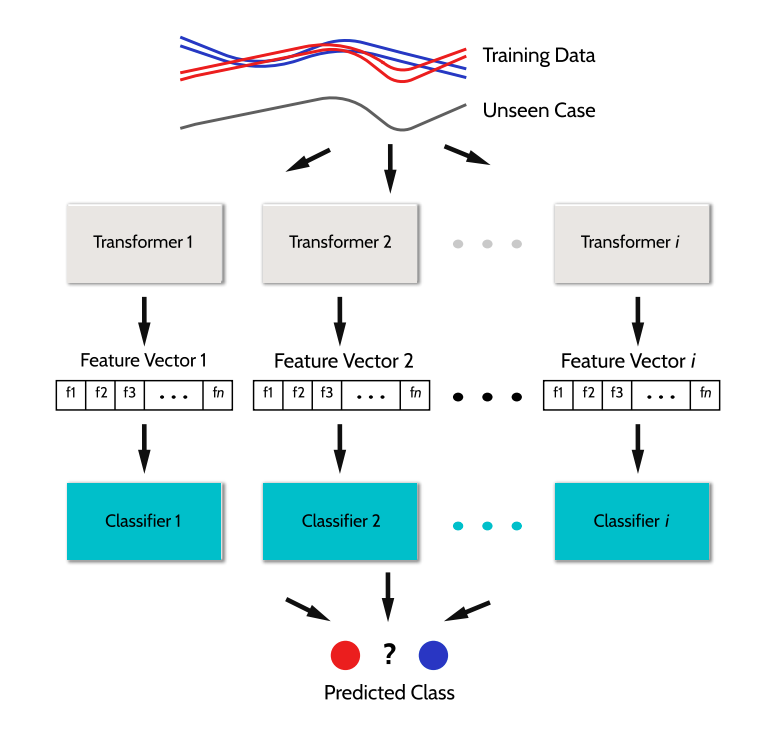 Training Data
Unseen Case
Transformer 1 Transformer 2 Transformer i
Feature Vector 1 Feature Vector 2 Feature Vector i
f1 f2 f3 ... fn f1 f2 f3 ... fn f1 f2 f3 ... fn
Classifier 1 Classifier 2 Classifier i
?
Predicted Class